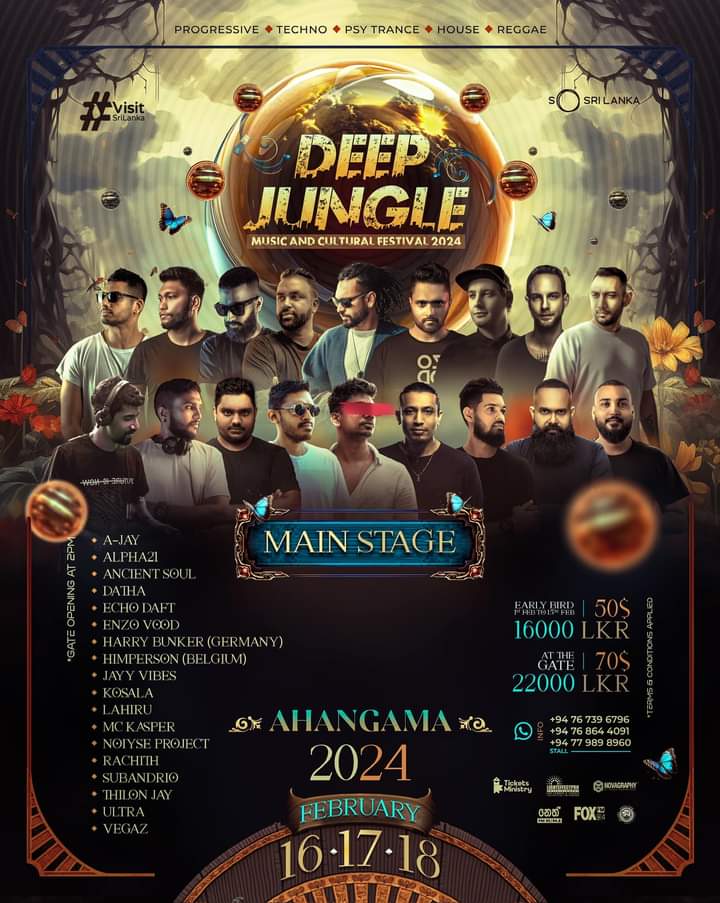 PROGRESSIVE ◆ TECHNO ◆ PSY TRANCE ◆ HOUSE ◆ REGGAE
#Visit
SriLanka
SO SRI LANKA
DEEP
JUNGLE
MUSIC AND CULTURAL FESTIVAL 2024
MAIN STAGE
*GATE OPENING AT 2PM
A-JAY
ALPHA21
ANCIENT SOUL
DATHA
ECHO DAFT
ENZO VOOD
HARRY BUNKER (GERMANY)
HIMPERSON (BELGIUM)
JAYY VIBES
KOSALA
LAHIRU
MC KASPER
NOIYSE PROJECT
RACHITH
SUBANDRIO
THILON JAY
ULTRA
VEGAZ
EARLY BIRD
1ST FEB TO 15TH FEB
50$
16000 LKR
AT THE
GATE
70$
22000 LKR
*TERMS & CONDITIONS APPLIED
INFO
+94 76 739 6796
+94 76 864 4091
+94 77 989 8960
STALL
AHANGAMA
2024
FEBRUARY
16·17·18
Tickets
Ministry
NOVAGRAPHY
නෙත්
FOX